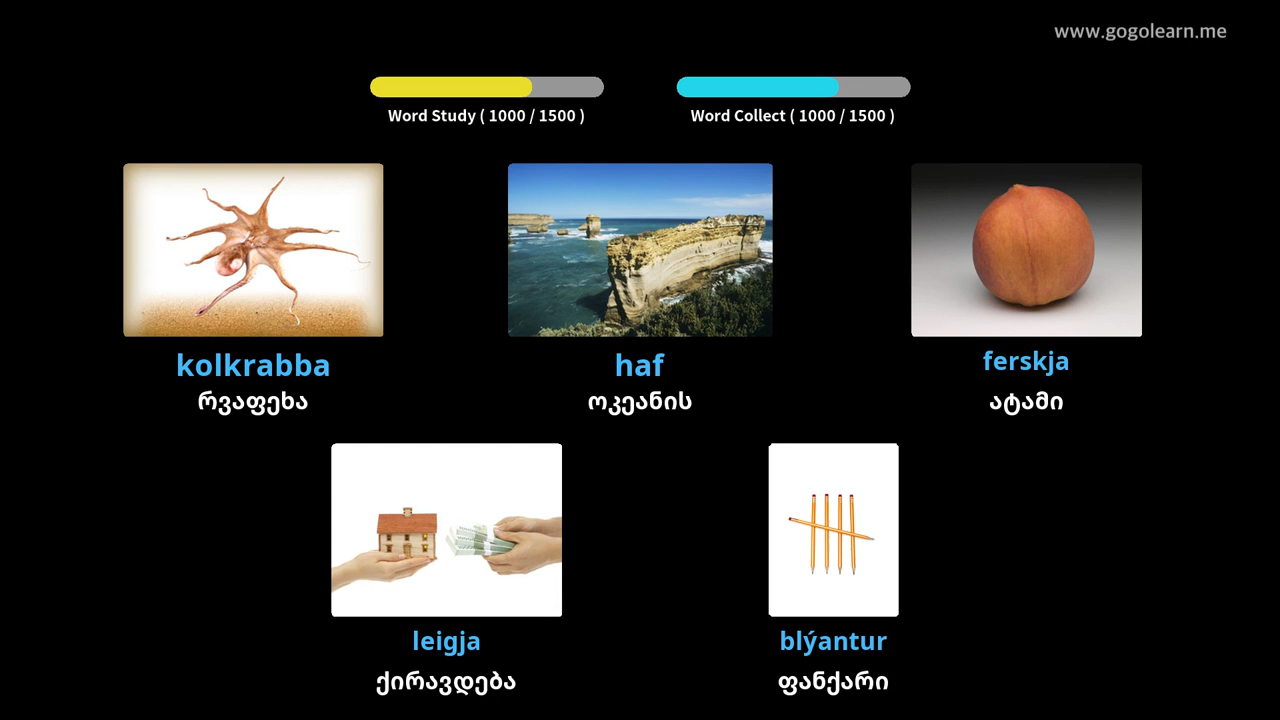 www.gogolearn.me
Word Study ( 1000 / 1500 )
Word Collect ( 1000 / 1500 )
kolkrabba
haf
ferskja
რვაფეხა
ოკეანის
ატამი
leigja
blýantur
ქირავდება
ფანქარი